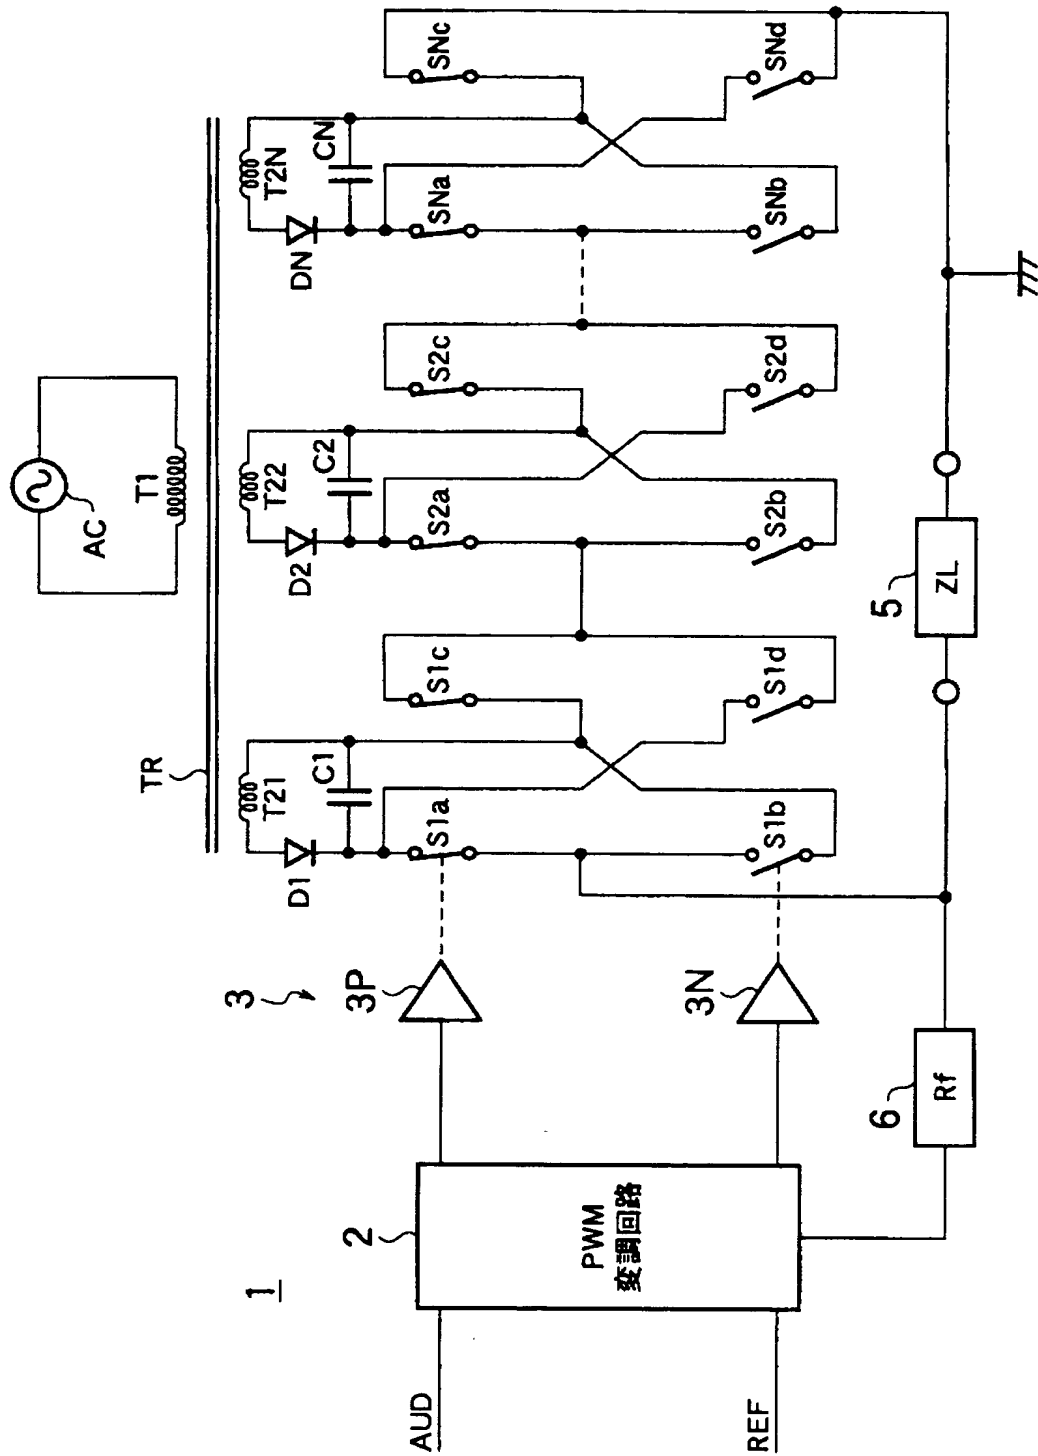 1
AUD
REF
2
PWM
変調回路
3
3P
3N
6
Rf
5
ZL
AC
T1
TR
T21
D1
C1
S1a
S1b
S1c
S1d
T22
D2
C2
S2a
S2b
S2c
S2d
T2N
DN
CN
SNa
SNb
SNc
SNd